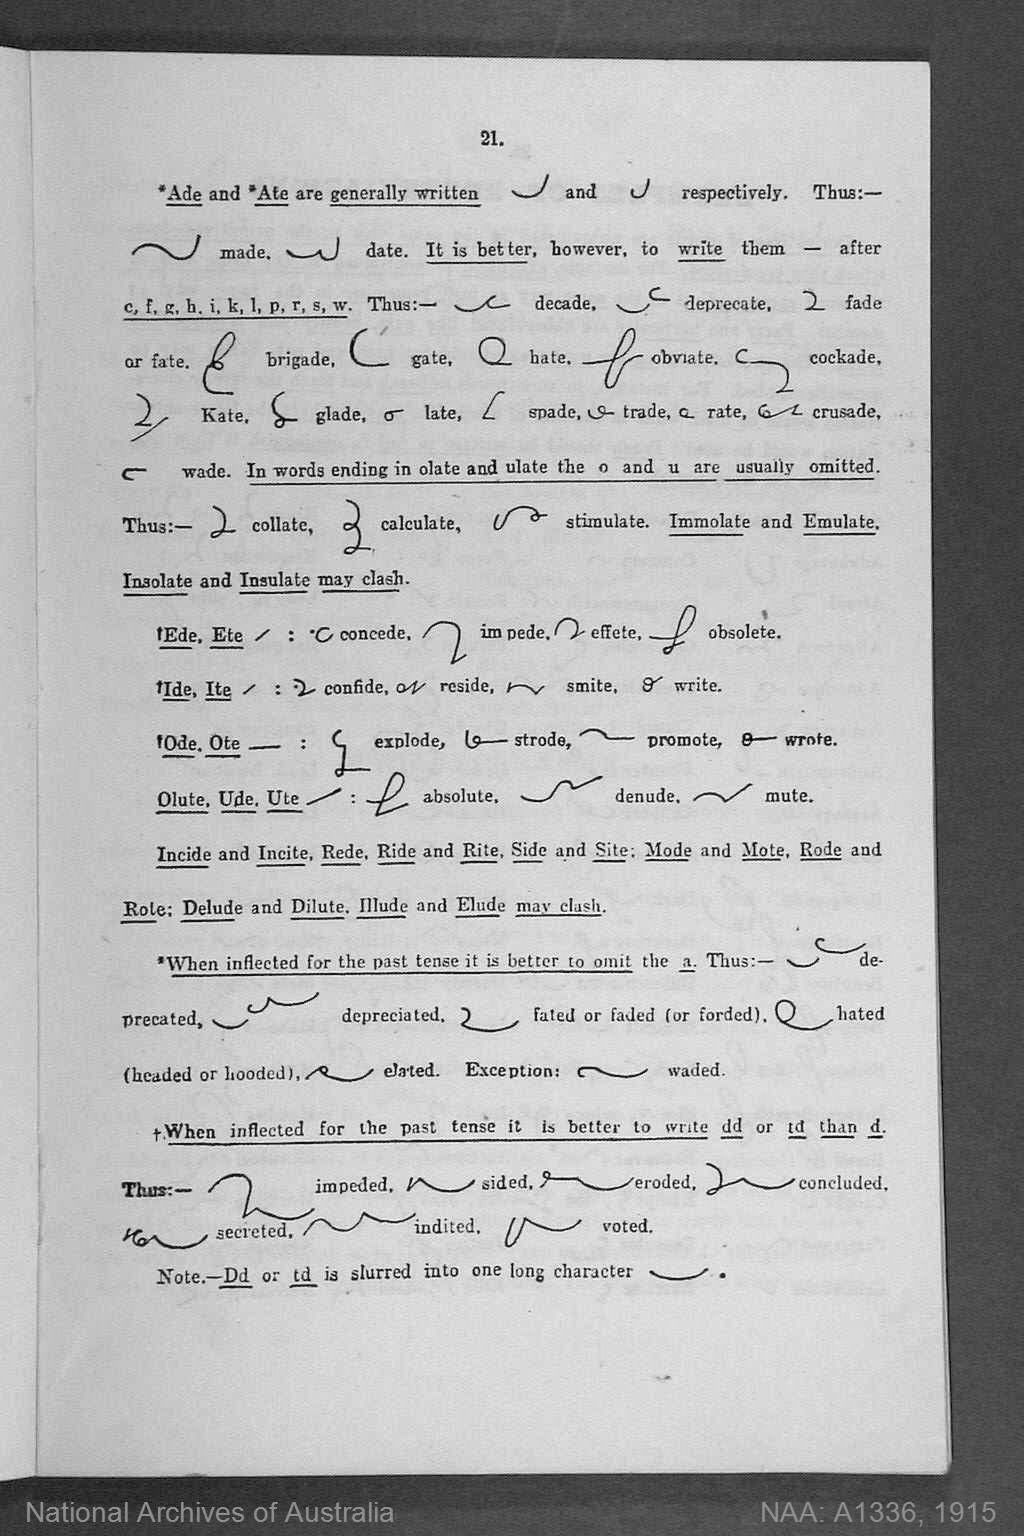 21.
*Ade and *Ate are generally written and respectively. Thus:—
made, date. It is better, however, to write them — after
c, f, g, h, i, k, l, p, r, s, w. Thus:— decade, deprecate, fade
or fate, brigade, gate, hate, obviate, cockade,
Kate, glade, late, spade, trade, rate, crusade,
wade. In words ending in olate and ulate the o and u are usually omitted.
Thus:— collate, calculate, stimulate. Immolate and Emulate,
Insolate and Insulate may clash.
†Ede, Ete : concede, impede, effete, obsolete.
†Ide, Ite : confide, reside, smite, write.
†Ode, Ote : explode, strode, promote, wrote.
Olute, Ude, Ute : absolute, denude, mute.
Incide and Incite, Rede, Ride and Rite, Side and Site; Mode and Mote, Rode and
Rote; Delude and Dilute, Illude and Elude may clash.
*When inflected for the past tense it is better to omit the a. Thus:— de-
precated, depreciated, fated or faded (or forded), hated
(headed or hooded), elated. Exception: waded.
†.When inflected for the past tense it is better to write dd or td than d.
Thus:— impeded, sided, eroded, concluded,
secreted, indited, voted.
Note.—Dd or td is slurred into one long character .
National Archives of Australia
NAA: A1336, 1915